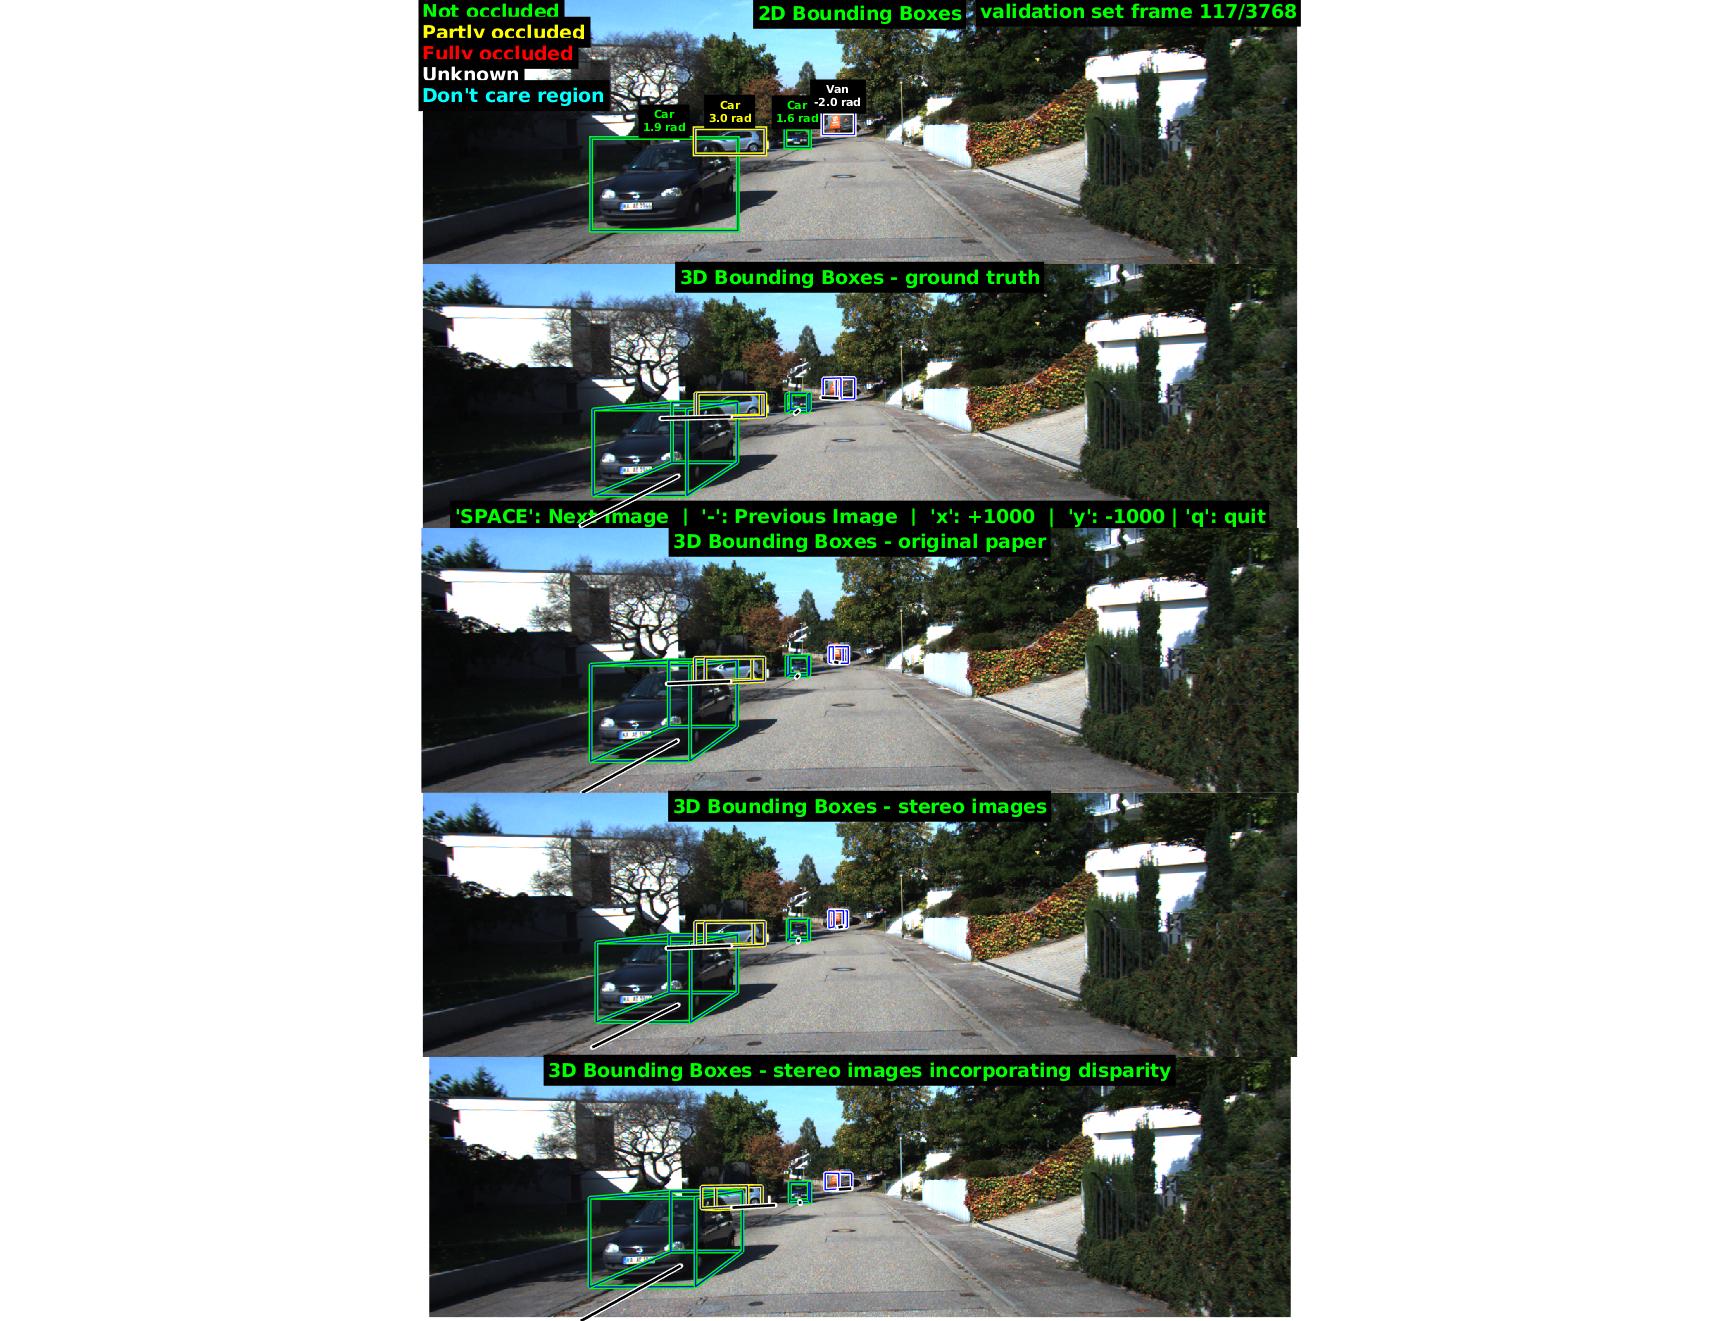 Not occluded
Partly occluded
Fully occluded
Unknown
Don't care region
2D Bounding Boxes
validation set frame 117/3768
Car
1.9 rad
Car
3.0 rad
Car
1.6 rad
Van
-2.0 rad
3D Bounding Boxes - ground truth
'SPACE': Next Image | '-': Previous Image | 'x': +1000 | 'y': -1000 | 'q': quit
3D Bounding Boxes - original paper
3D Bounding Boxes - stereo images
3D Bounding Boxes - stereo images incorporating disparity